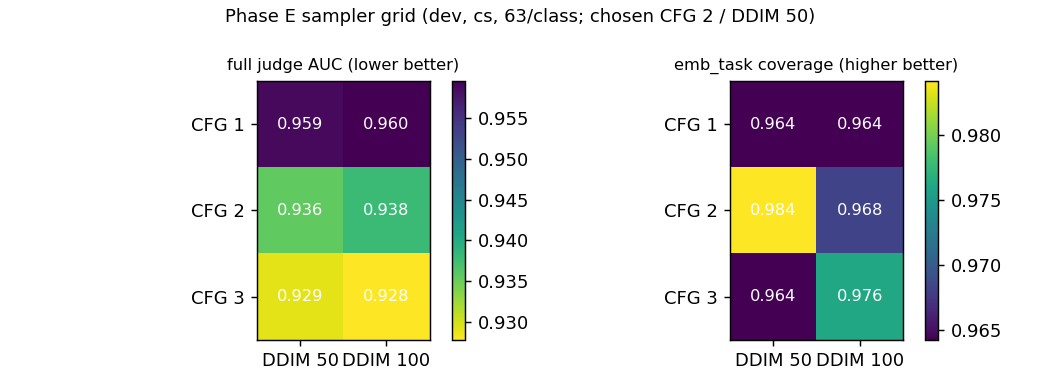 Phase E sampler grid (dev, cs, 63/class; chosen CFG 2 / DDIM 50)
full judge AUC (lower better)
CFG 1
CFG 2
CFG 3
0.959 0.960
0.936 0.938
0.929 0.928
DDIM 50 DDIM 100
0.955
0.950
0.945
0.940
0.935
0.930
emb_task coverage (higher better)
CFG 1
CFG 2
CFG 3
0.964 0.964
0.984 0.968
0.964 0.976
DDIM 50 DDIM 100
0.980
0.975
0.970
0.965